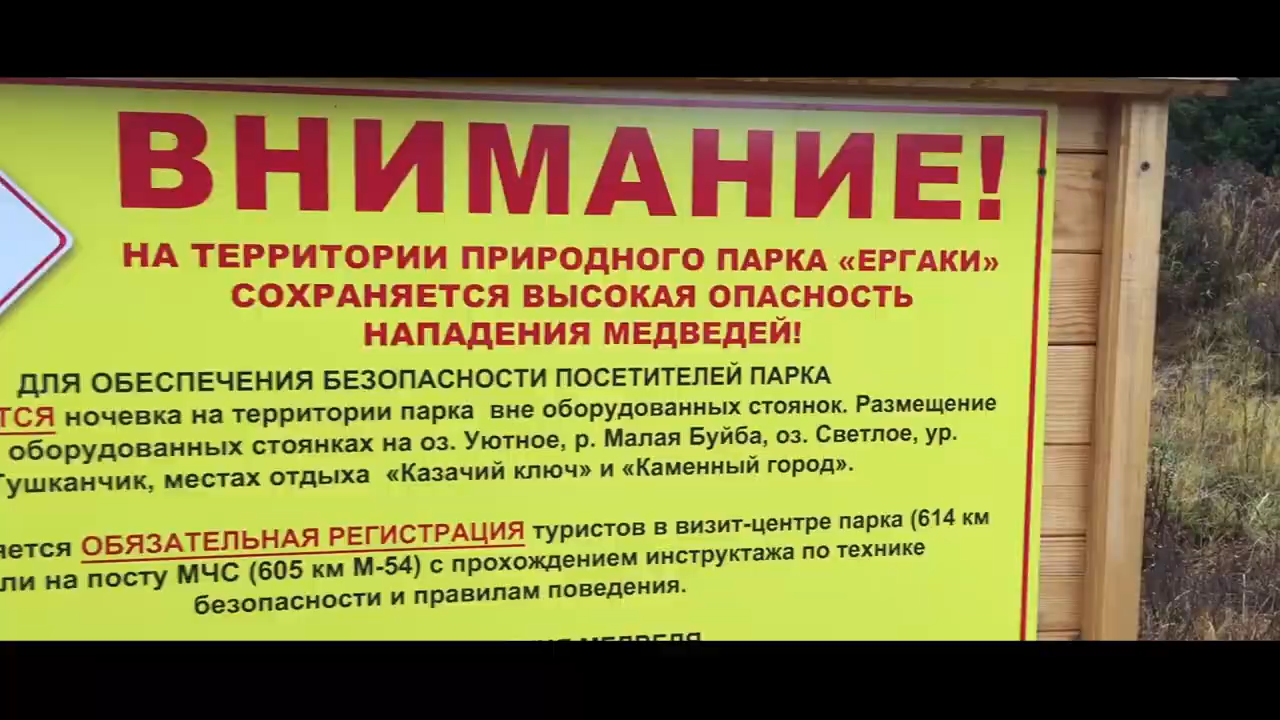 ВНИМАНИЕ!
НА ТЕРРИТОРИИ ПРИРОДНОГО ПАРКА «ЕРГАКИ»
СОХРАНЯЕТСЯ ВЫСОКАЯ ОПАСНОСТЬ
НАПАДЕНИЯ МЕДВЕДЕЙ!
ДЛЯ ОБЕСПЕЧЕНИЯ БЕЗОПАСНОСТИ ПОСЕТИТЕЛЕЙ ПАРКА
ТСЯ ночевка на территории парка вне оборудованных стоянок. Размещение
оборудованных стоянках на оз. Уютное, р. Малая Буйба, оз. Светлое, ур.
Тушканчик, местах отдыха «Казачий ключ» и «Каменный город».
яется ОБЯЗАТЕЛЬНАЯ РЕГИСТРАЦИЯ туристов в визит-центре парка (614 км
ли на посту МЧС (605 км М-54) с прохождением инструктажа по технике
безопасности и правилам поведения.
МЕДВЕДЯ